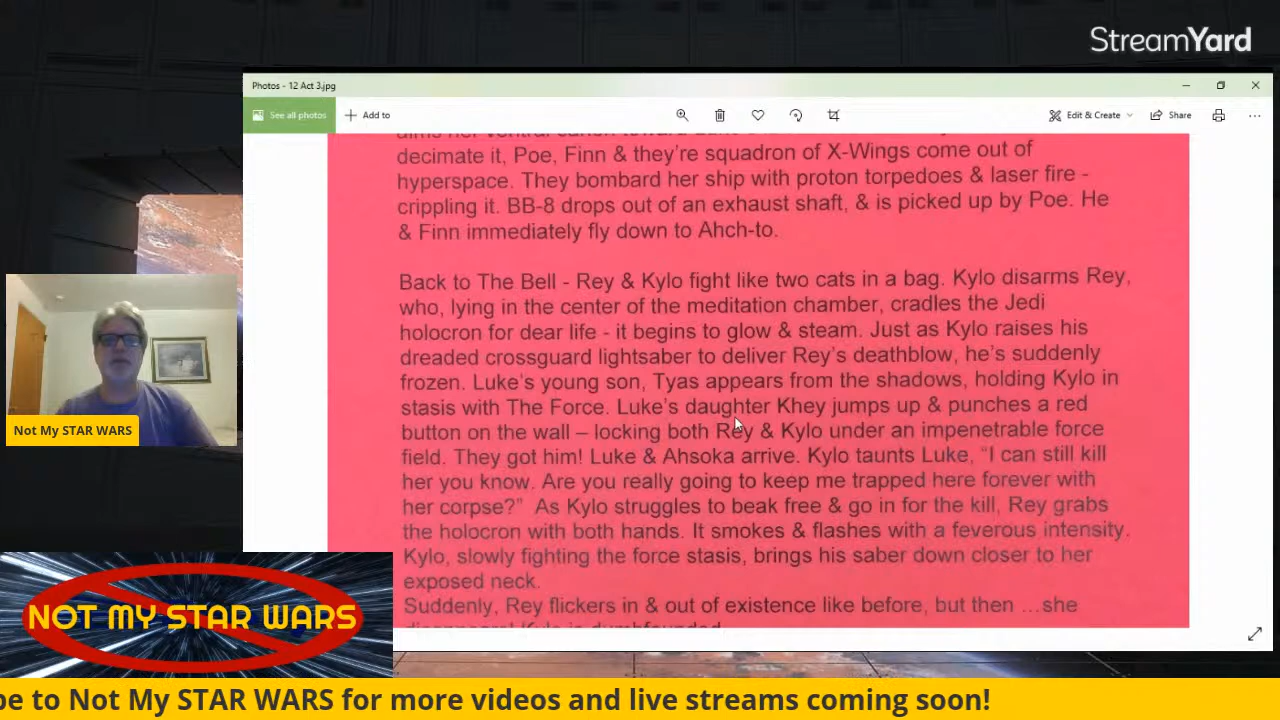 StreamYard
Photos - 12 Act 3.jpg
See all photos
Add to
Edit & Create
Share
decimate it, Poe, Finn & they're squadron of X-Wings come out of
hyperspace. They bombard her ship with proton torpedoes & laser fire -
crippling it. BB-8 drops out of an exhaust shaft, & is picked up by Poe. He
& Finn immediately fly down to Ahch-to.
Back to The Bell - Rey & Kylo fight like two cats in a bag. Kylo disarms Rey,
who, lying in the center of the meditation chamber, cradles the Jedi
holocron for dear life - it begins to glow & steam. Just as Kylo raises his
dreaded crossguard lightsaber to deliver Rey's deathblow, he's suddenly
frozen. Luke's young son, Tyas appears from the shadows, holding Kylo in
stasis with The Force. Luke's daughter Khey jumps up & punches a red
button on the wall – locking both Rey & Kylo under an impenetrable force
field. They got him! Luke & Ahsoka arrive. Kylo taunts Luke, "I can still kill
her you know. Are you really going to keep me trapped here forever with
her corpse?" As Kylo struggles to beak free & go in for the kill, Rey grabs
the holocron with both hands. It smokes & flashes with a feverous intensity.
Kylo, slowly fighting the force stasis, brings his saber down closer to her
exposed neck.
Suddenly, Rey flickers in & out of existence like before, but then ...she
Not My STAR WARS
NOT MY STAR WARS
be to Not My STAR WARS for more videos and live streams coming soon!